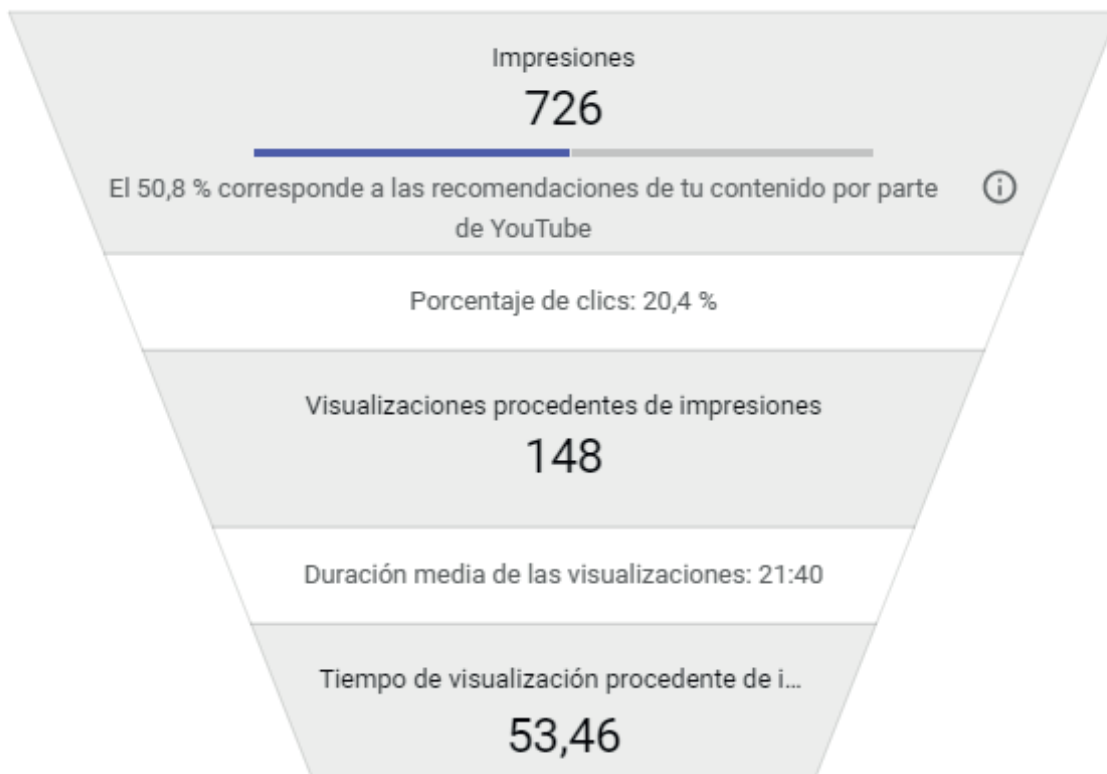 Impresiones
726
El 50,8 % corresponde a las recomendaciones de tu contenido por parte
de YouTube
Porcentaje de clics: 20,4 %
Visualizaciones procedentes de impresiones
148
Duración media de las visualizaciones: 21:40
Tiempo de visualización procedente de i...
53,46